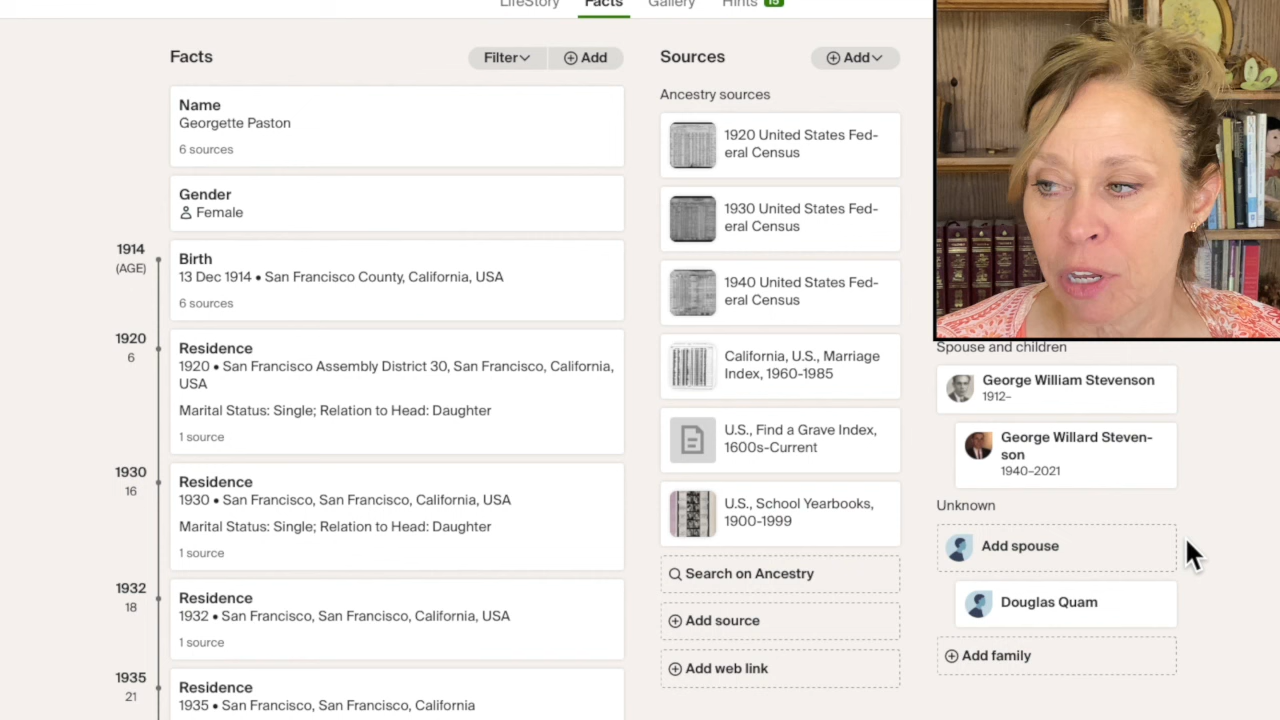 LifeStory
Facts
Gallery
Hints
15
Facts
Filter
Add
Name
Georgette Paston
6 sources
Gender
Female
1914
(AGE)
Birth
13 Dec 1914 • San Francisco County, California, USA
6 sources
1920
6
Residence
1920 • San Francisco Assembly District 30, San Francisco, California,
USA
Marital Status: Single; Relation to Head: Daughter
1 source
1930
16
Residence
1930 • San Francisco, San Francisco, California, USA
Marital Status: Single; Relation to Head: Daughter
1 source
1932
18
Residence
1932 • San Francisco, San Francisco, California, USA
1 source
1935
21
Residence
1935 • San Francisco, San Francisco, California
Sources
Add
Ancestry sources
1920 United States Fed-
eral Census
1930 United States Fed-
eral Census
1940 United States Fed-
eral Census
California, U.S., Marriage
Index, 1960-1985
U.S., Find a Grave Index,
1600s-Current
U.S., School Yearbooks,
1900-1999
Search on Ancestry
Add source
Add web link
Spouse and children
George William Stevenson
1912–
George Willard Steven-
son
1940–2021
Unknown
Add spouse
Douglas Quam
Add family